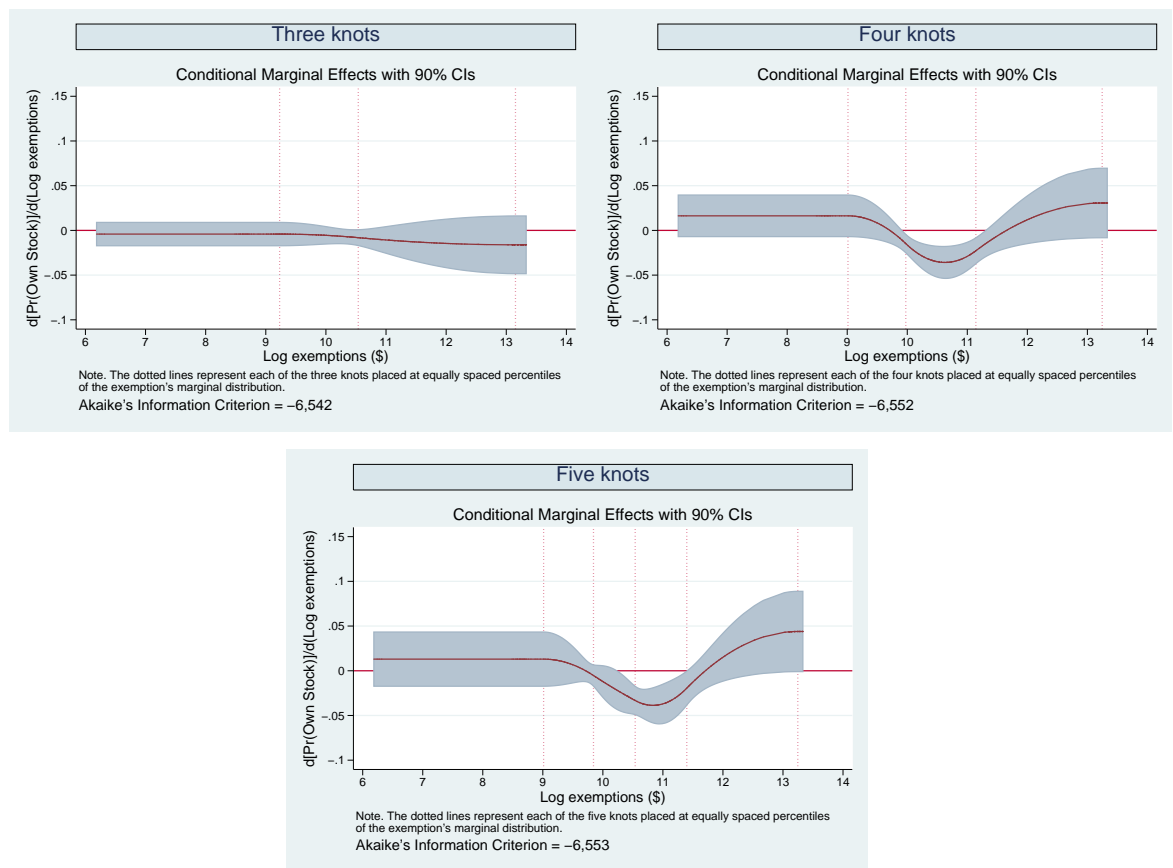 Three knots
Conditional Marginal Effects with 90% CIs
d[Pr(Own Stock)]/d(Log exemptions)
.15
.1
.05
0
-.05
-.1
6 7 8 9 10 11 12 13 14
Log exemptions ($)
Note. The dotted lines represent each of the three knots placed at equally spaced percentiles
of the exemption's marginal distribution.
Akaike's Information Criterion = −6,542
Four knots
Conditional Marginal Effects with 90% CIs
d[Pr(Own Stock)]/d(Log exemptions)
.15
.1
.05
0
-.05
-.1
6 7 8 9 10 11 12 13 14
Log exemptions ($)
Note. The dotted lines represent each of the four knots placed at equally spaced percentiles
of the exemption's marginal distribution.
Akaike's Information Criterion = −6,552
Five knots
Conditional Marginal Effects with 90% CIs
d[Pr(Own Stock)]/d(Log exemptions)
.15
.1
.05
0
-.05
-.1
6 7 8 9 10 11 12 13 14
Log exemptions ($)
Note. The dotted lines represent each of the five knots placed at equally spaced percentiles
of the exemption's marginal distribution.
Akaike's Information Criterion = −6,553